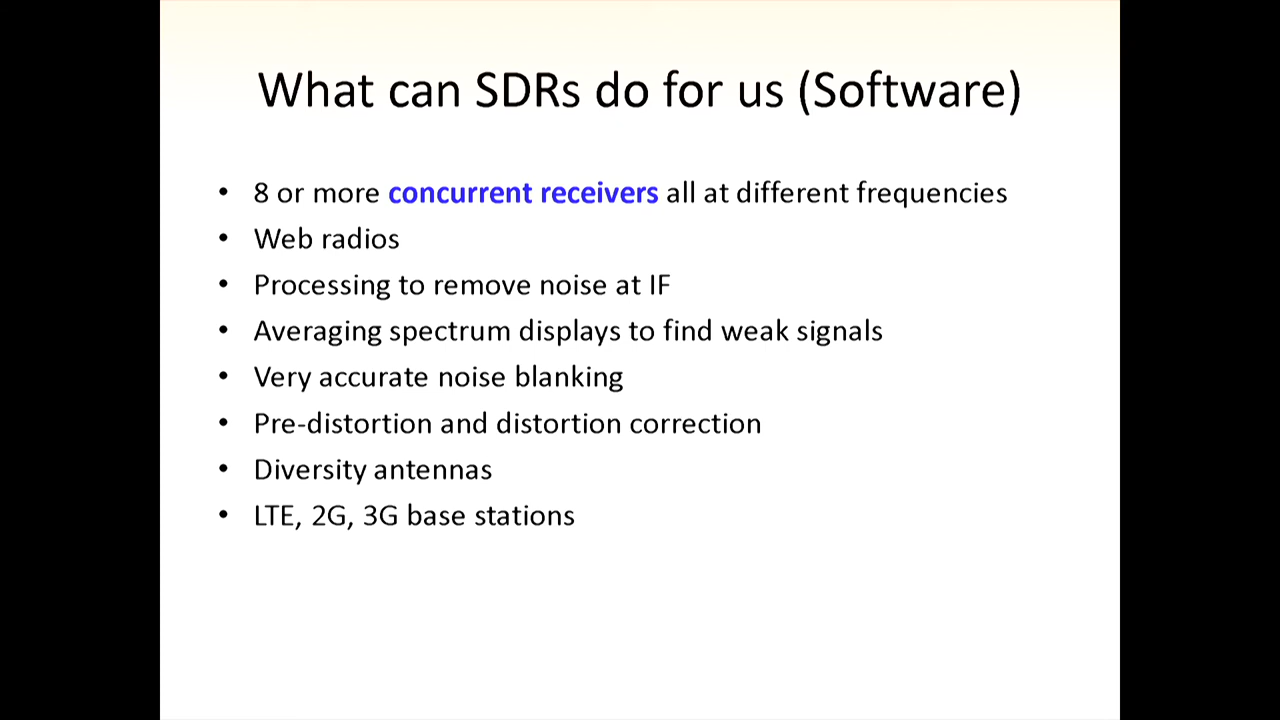 What can SDRs do for us (Software)
• 8 or more concurrent receivers all at different frequencies
• Web radios
• Processing to remove noise at IF
• Averaging spectrum displays to find weak signals
• Very accurate noise blanking
• Pre-distortion and distortion correction
• Diversity antennas
• LTE, 2G, 3G base stations